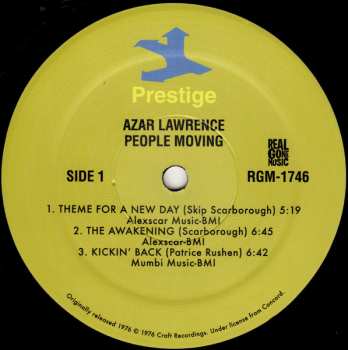 Prestige
AZAR LAWRENCE
PEOPLE MOVING
REAL
GONE
MUSIC
SIDE 1
RGM-1746
1. THEME FOR A NEW DAY (Skip Scarborough) 5:19
Alexscar-BMI
2. THE AWAKENING (Scarborough) 6:45
Alexscar-BMI
3. KICKIN' BACK (Patrice Rushen) 6:42
Mumbi Music-BMI
Originally released 1976 © 1976 Craft Recordings. Under license from Concord.